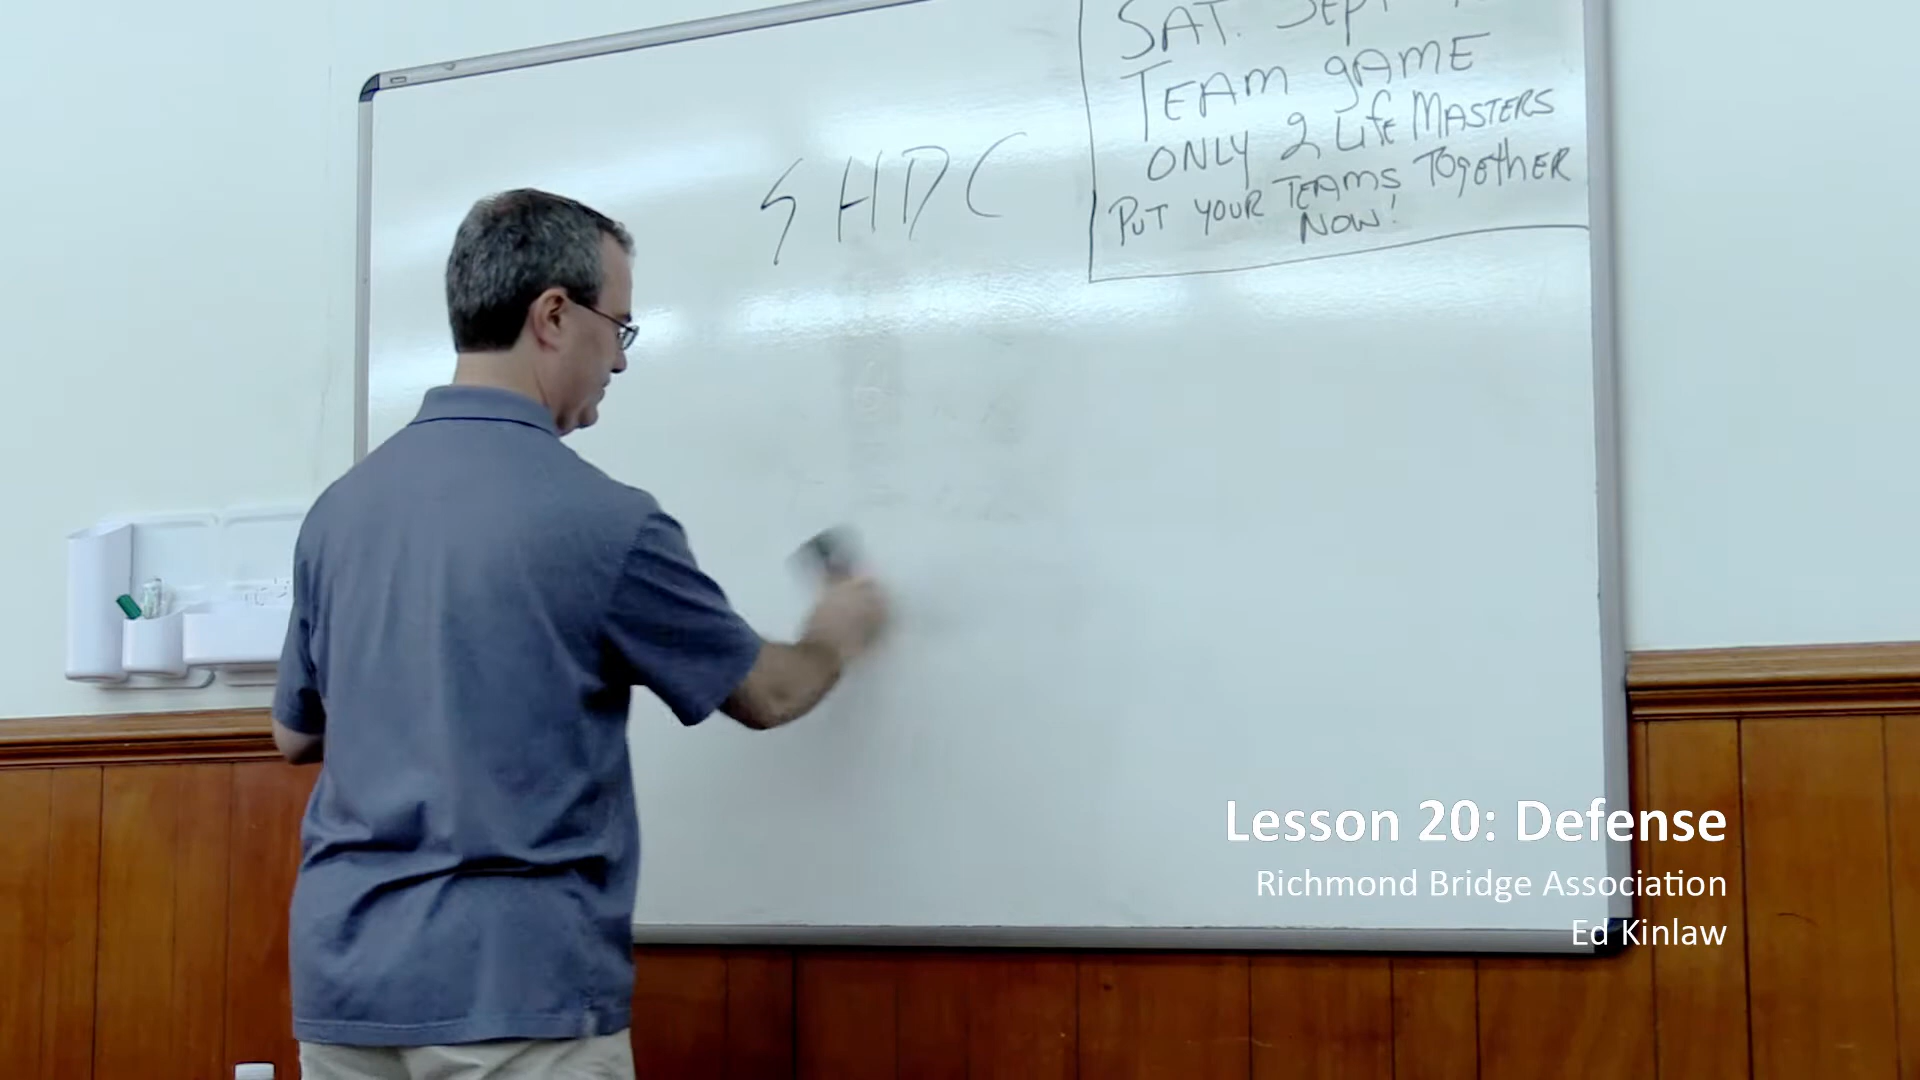 SAT. SEPT
TEAM GAME
ONLY 2 Life MASTERS
PUT YOUR TEAMS TOGETHER
NOW!
S H D C
Lesson 20: Defense
Richmond Bridge Association
Ed Kinlaw